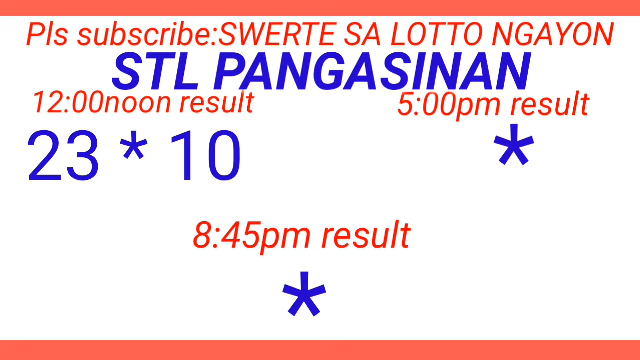 Pls subscribe:SWERTE SA LOTTO NGAYON
STL PANGASINAN
12:00noon result
5:00pm result
23 * 10
*
8:45pm result
*